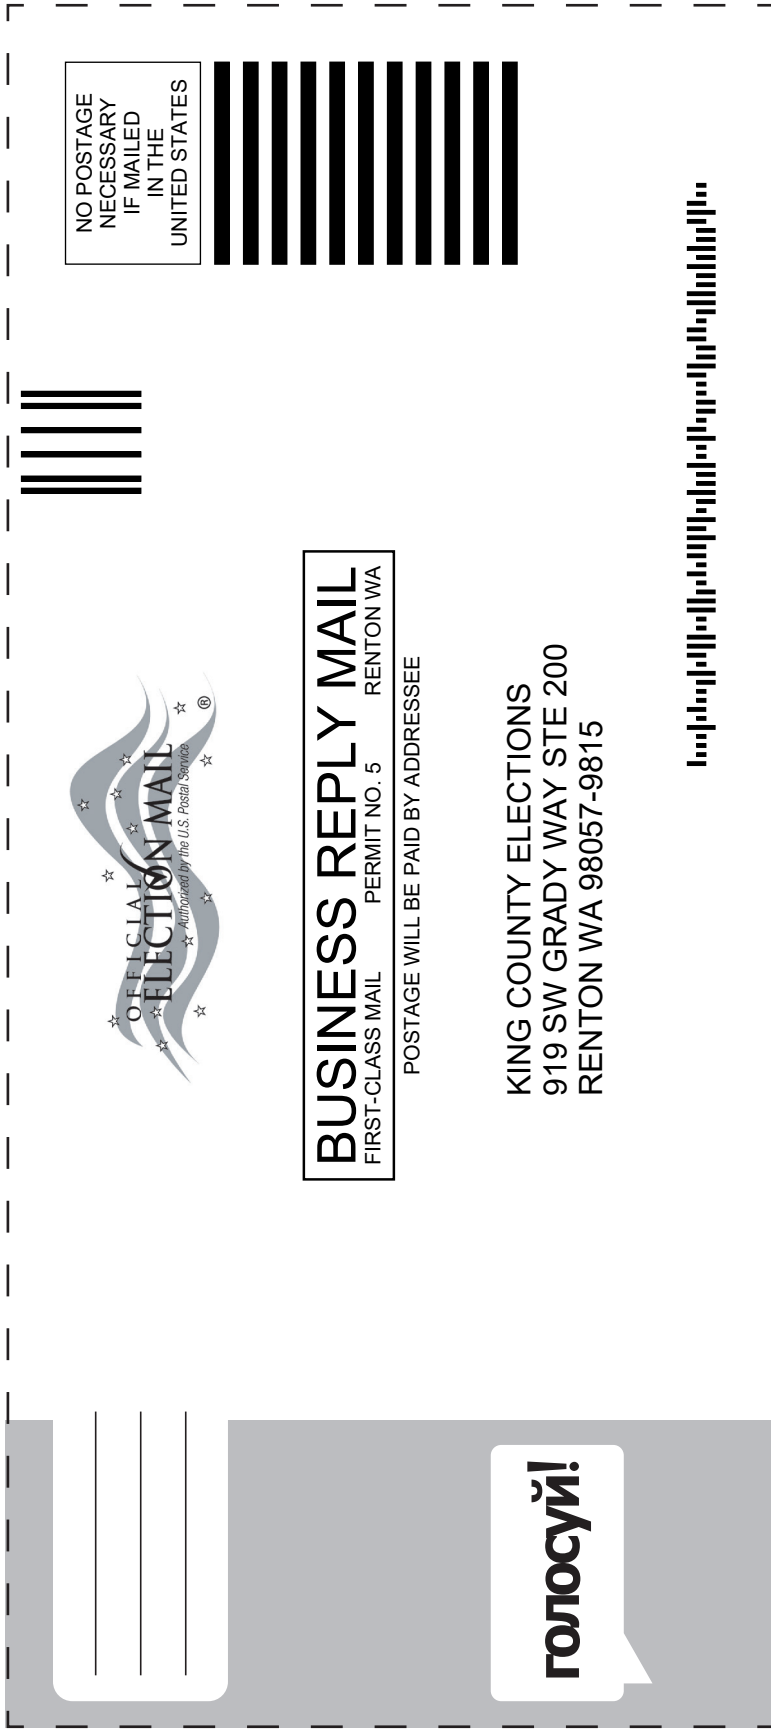 NO POSTAGE
NECESSARY
IF MAILED
IN THE
UNITED STATES
OFFICIAL
ELECTION MAIL
Authorized by the U.S. Postal Service
®
BUSINESS REPLY MAIL
FIRST-CLASS MAIL PERMIT NO. 5 RENTON WA
POSTAGE WILL BE PAID BY ADDRESSEE
KING COUNTY ELECTIONS
919 SW GRADY WAY STE 200
RENTON WA 98057-9815
голосуй!